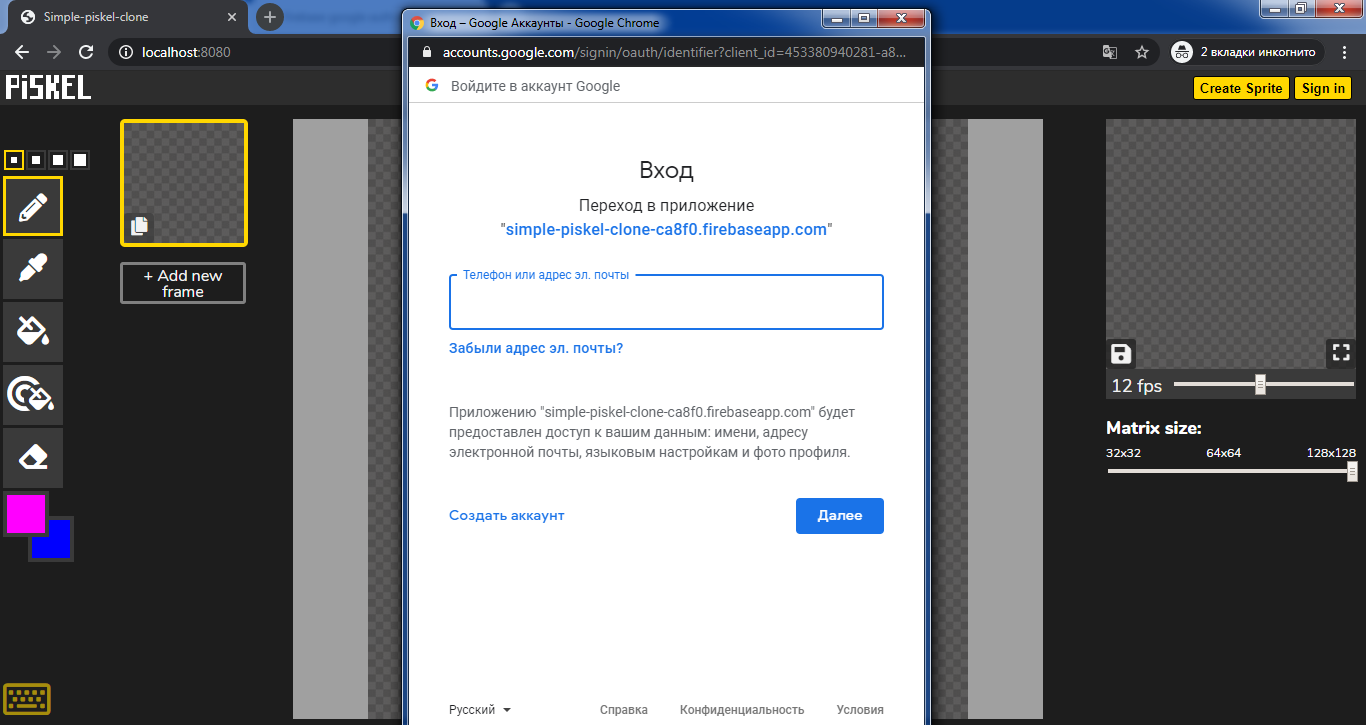 Simple-piskel-clone
Вход – Google Аккаунты - Google Chrome
localhost:8080
accounts.google.com/signin/oauth/identifier?client_id=453380940281-a8...
2 вкладки инкогнито
PiSKEL
Войдите в аккаунт Google
Create Sprite
Sign in
Вход
Переход в приложение
"simple-piskel-clone-ca8f0.firebaseapp.com"
+ Add new
frame
Телефон или адрес эл. почты
Забыли адрес эл. почты?
12 fps
Приложению "simple-piskel-clone-ca8f0.firebaseapp.com" будет
предоставлен доступ к вашим данным: имени, адресу
электронной почты, языковым настройкам и фото профиля.
Matrix size:
32x32 64x64 128x128
Создать аккаунт
Далее
Русский
Справка
Конфиденциальность
Условия